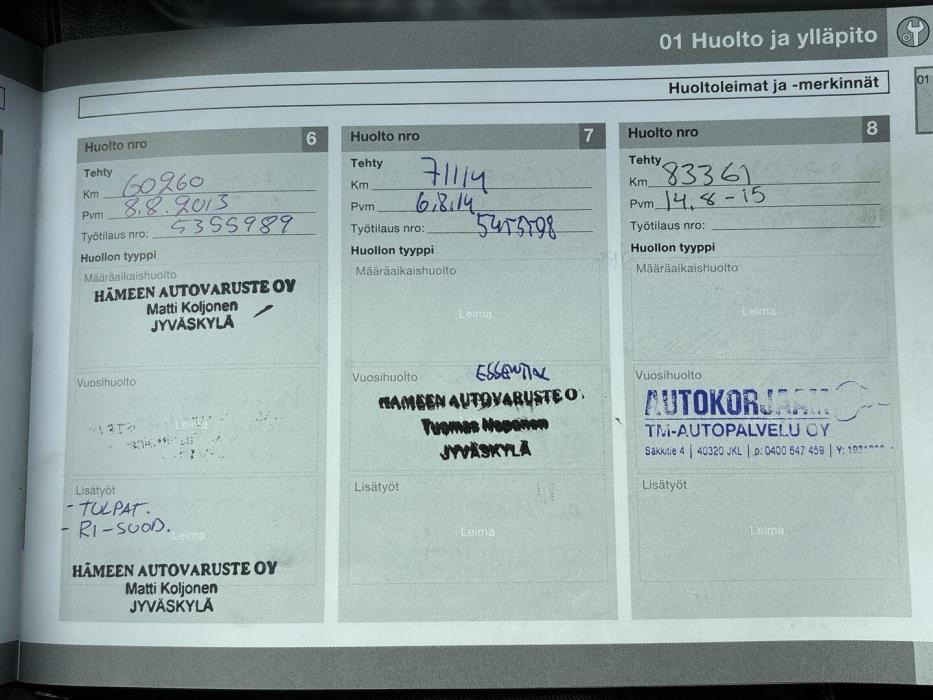 01 Huolto ja ylläpito
01
Huoltoleimat ja -merkinnät
Huolto nro 6
Tehty
Km 60260
Pvm 8.8.2013
Työtilaus nro: 5355989
Huollon tyyppi
Määräaikaishuolto
HÄMEEN AUTOVARUSTE OY
Matti Koljonen
JYVÄSKYLÄ
Vuosihuolto
Leima
Lisätyöt
- TULPAT.
- RI-SUOD.
Leima
HÄMEEN AUTOVARUSTE OY
Matti Koljonen
JYVÄSKYLÄ
Huolto nro 7
Tehty
Km 71114
Pvm 6.8.14
Työtilaus nro:
Huollon tyyppi
Määräaikaishuolto
Leima
Vuosihuolto ESSENTIAL
HÄMEEN AUTOVARUSTE O
Tuomas
JYVÄSKYLÄ
Lisätyöt
Leima
Huolto nro 8
Tehty
Km 83361
Pvm 14.8-15
Työtilaus nro:
Huollon tyyppi
Määräaikaishuolto
Leima
Vuosihuolto
AUTOKORJAAMO
TM-AUTOPALVELU OY
Säkkitie 4 | 40320 JKL | p. 0400 647 459 | Y:
Lisätyöt
Leima